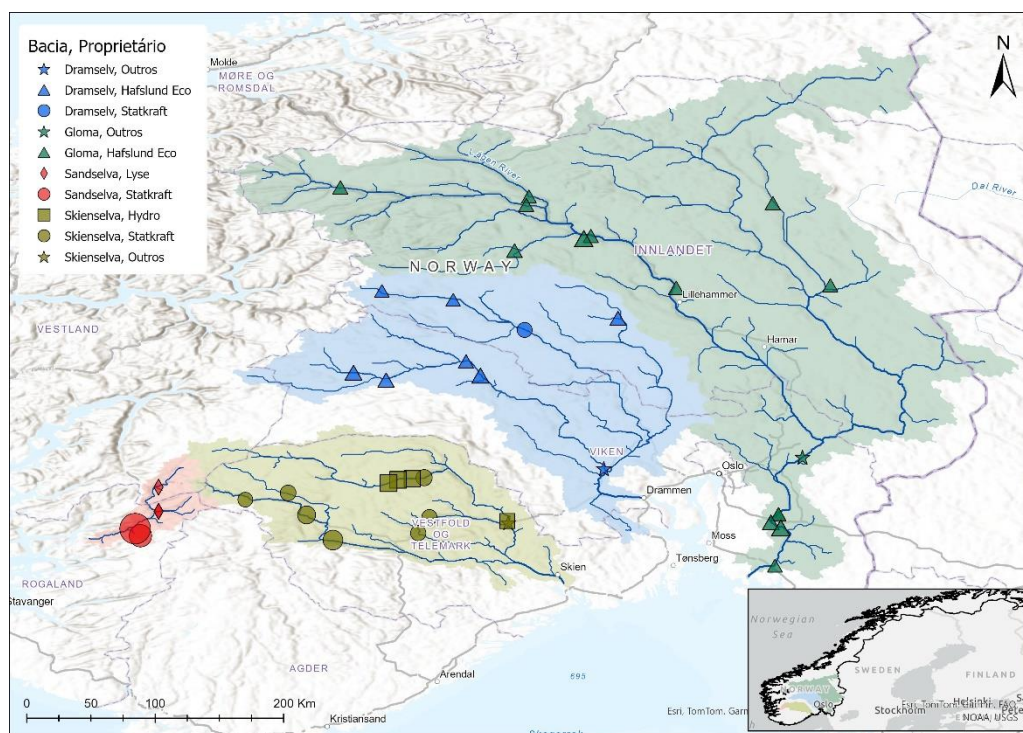 Bacia, Proprietário
Dramselv, Outros
Dramselv, Hafslund Eco
Dramselv, Statkraft
Gloma, Outros
Gloma, Hafslund Eco
Sandselva, Lyse
Sandselva, Statkraft
Skienselva, Hydro
Skienselva, Statkraft
Skienselva, Outros
Molde
MØRE OG
ROMSDAL
N
Lågen River
Dal River
INNLANDET
NORWAY
Lillehammer
VESTLAND
Hamar
VIKEN
Oslo
Drammen
VESTFOLD
OG
TELEMARK
Moss
Tønsberg
Skien
ROGALAND
Stavanger
AGDER
Arendal
695
0 50 100 200 Km
Kristiansand
Esri, TomTom, Garm
Norwegian
Sea
SWEDEN
FINLAND
NORWAY
Oslo
Stockholm
Helsinki
NOAA, USGS